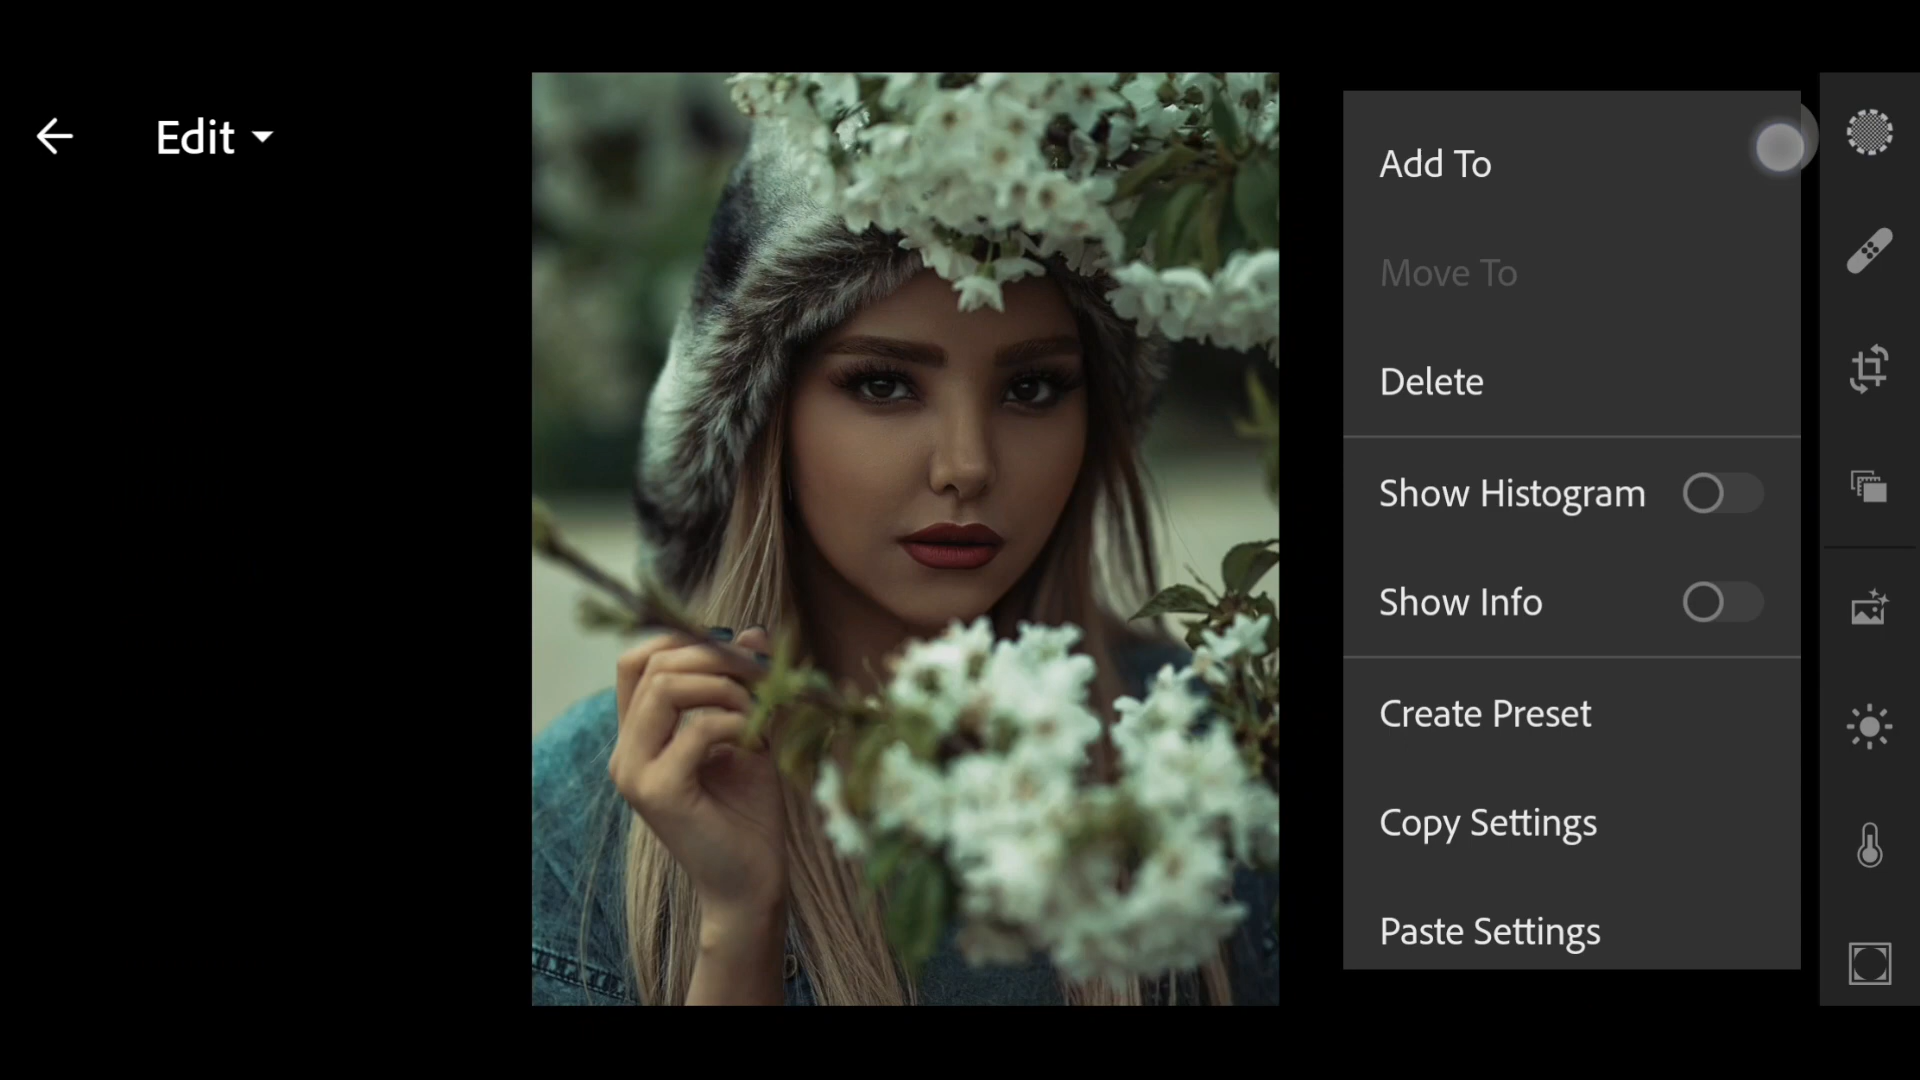 Edit
Add To
Move To
Delete
Show Histogram
Show Info
Create Preset
Copy Settings
Paste Settings